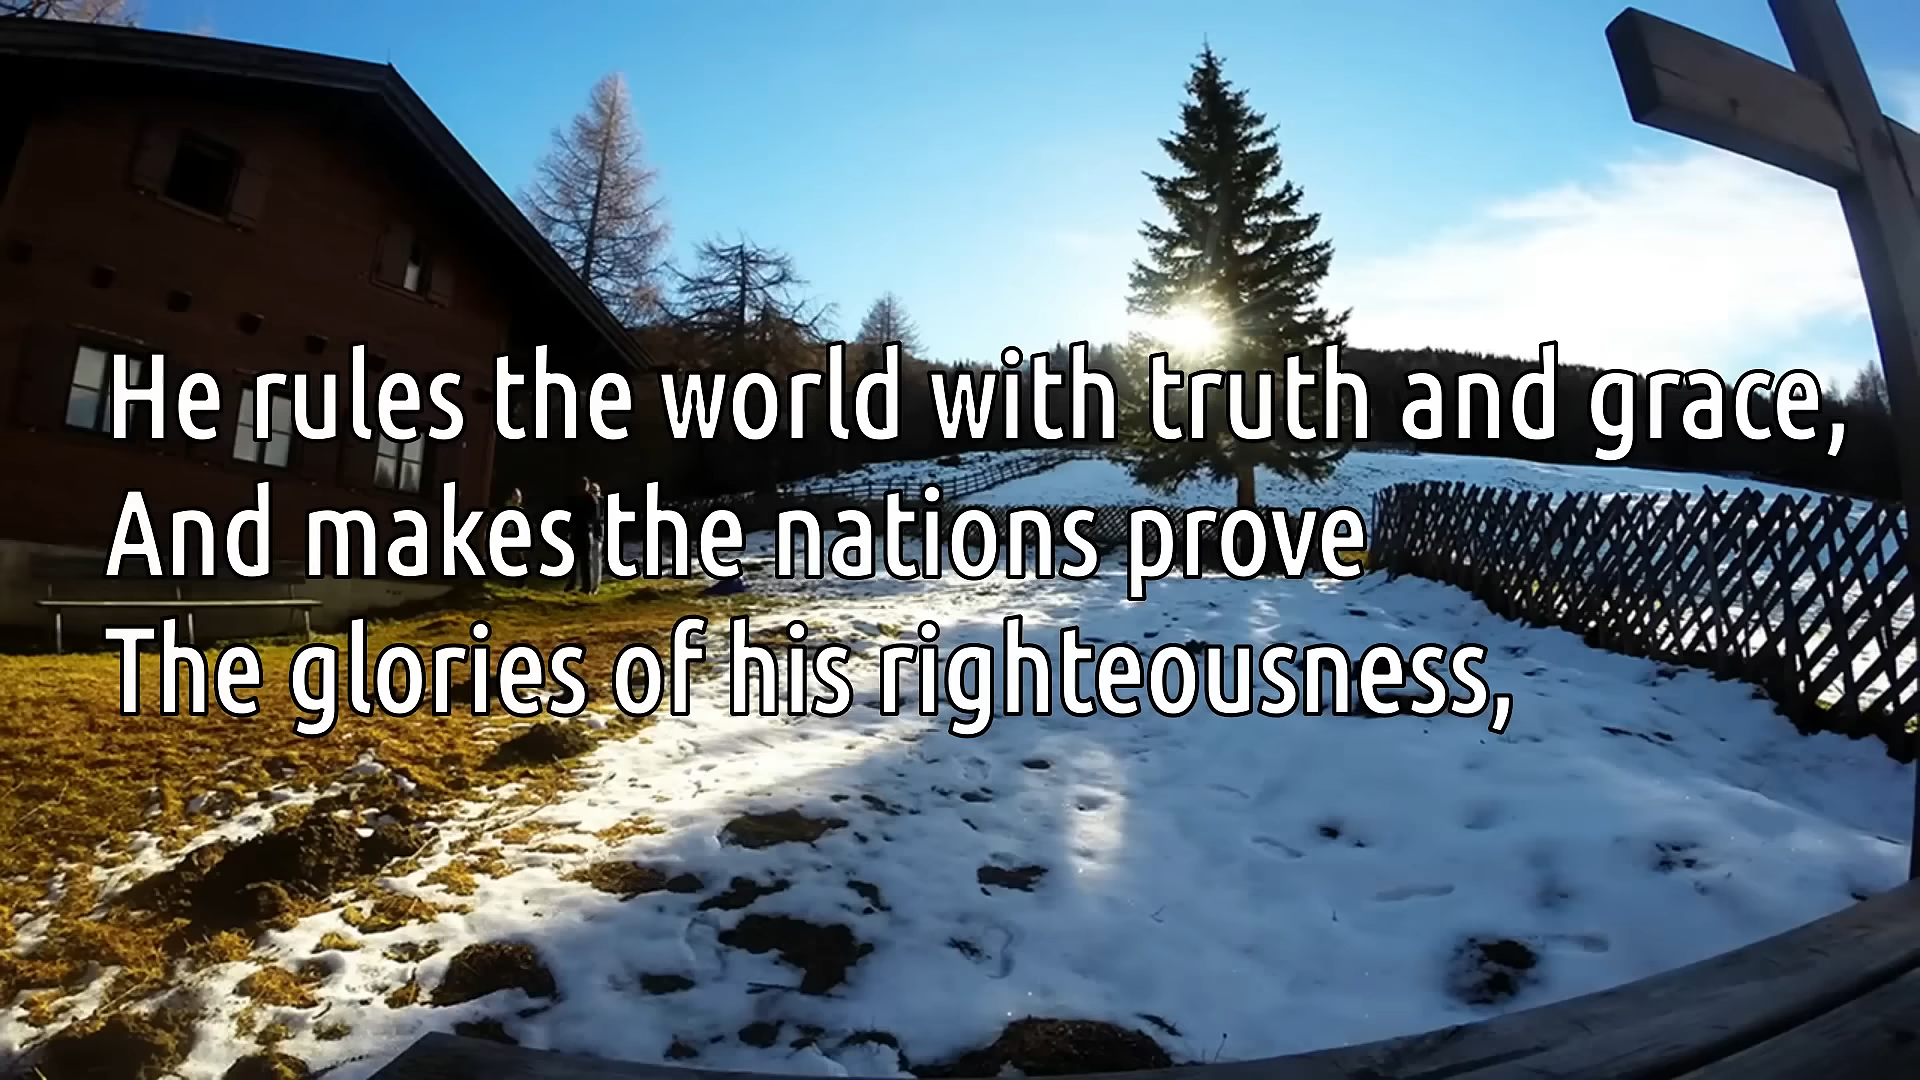 He rules the world with truth and grace,
And makes the nations prove
The glories of his righteousness,